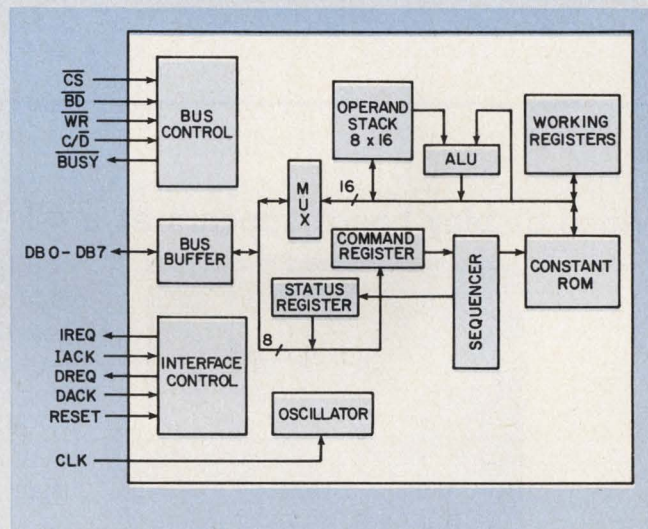 CS
BD
WR
C/D
BUSY
BUS
CONTROL
OPERAND
STACK
8 x 16
ALU
WORKING
REGISTERS
MUX
16
DB0-DB7
BUS
BUFFER
COMMAND
REGISTER
STATUS
REGISTER
SEQUENCER
CONSTANT
ROM
8
IREQ
IACK
DREQ
DACK
RESET
INTERFACE
CONTROL
OSCILLATOR
CLK